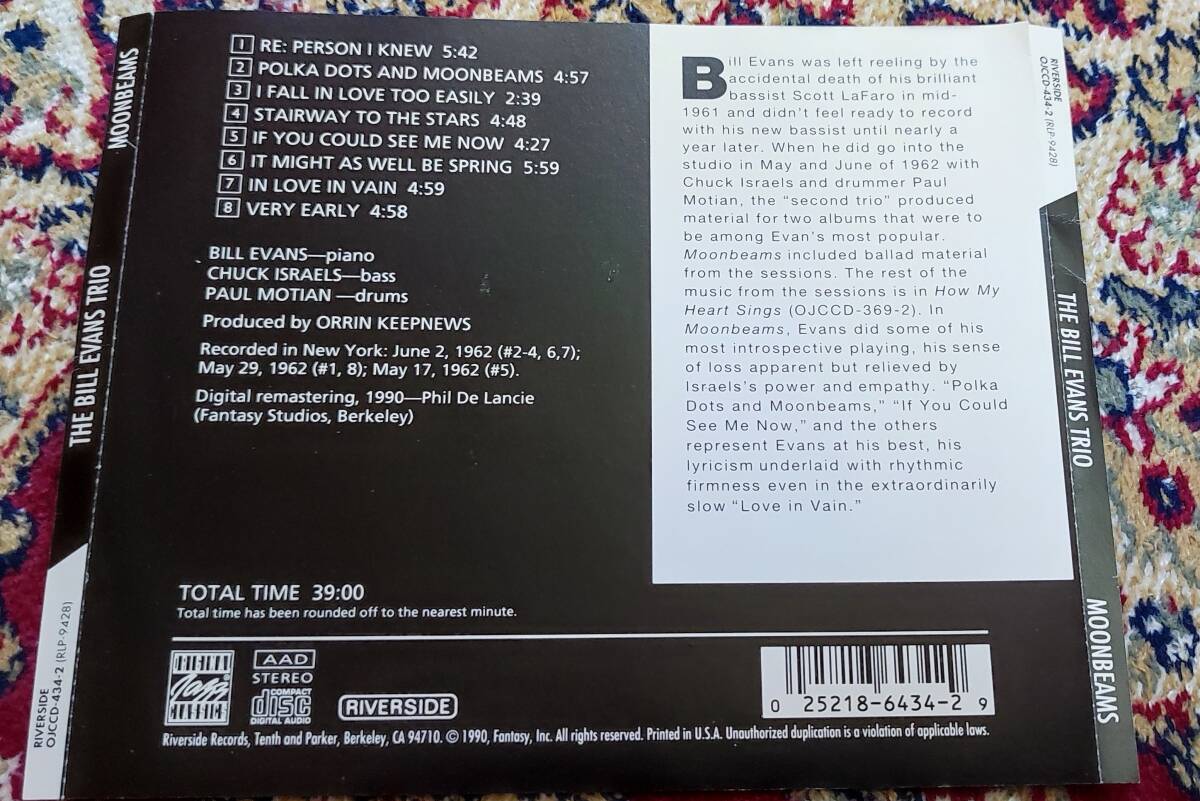 MOONBEAMS
THE BILL EVANS TRIO
RIVERSIDE
OJCCD-434-2 (RLP-9428)
1 RE: PERSON I KNEW 5:42
2 POLKA DOTS AND MOONBEAMS 4:57
3 I FALL IN LOVE TOO EASILY 2:39
4 STAIRWAY TO THE STARS 4:48
5 IF YOU COULD SEE ME NOW 4:27
6 IT MIGHT AS WELL BE SPRING 5:59
7 IN LOVE IN VAIN 4:59
8 VERY EARLY 4:58
BILL EVANS—piano
CHUCK ISRAELS—bass
PAUL MOTIAN —drums
Produced by ORRIN KEEPNEWS
Recorded in New York: June 2, 1962 (#2-4, 6,7);
May 29, 1962 (#1, 8); May 17, 1962 (#5).
Digital remastering, 1990—Phil De Lancie
(Fantasy Studios, Berkeley)
TOTAL TIME 39:00
Total time has been rounded off to the nearest minute.
Bill Evans was left reeling by the
accidental death of his brilliant
bassist Scott LaFaro in mid-
1961 and didn't feel ready to record
with his new bassist until nearly a
year later. When he did go into the
studio in May and June of 1962 with
Chuck Israels and drummer Paul
Motian, the "second trio" produced
material for two albums that were to
be among Evan's most popular.
Moonbeams included ballad material
from the sessions. The rest of the
music from the sessions is in How My
Heart Sings (OJCCD-369-2). In
Moonbeams, Evans did some of his
most introspective playing, his sense
of loss apparent but relieved by
Israels's power and empathy. "Polka
Dots and Moonbeams," "If You Could
See Me Now," and the others
represent Evans at his best, his
lyricism underlaid with rhythmic
firmness even in the extraordinarily
slow "Love in Vain."
ORIGINAL
Jazz
CLASSICS
AAD
STEREO
COMPACT
disc
DIGITAL AUDIO
RIVERSIDE
0 25218-6434-2 9
Riverside Records, Tenth and Parker, Berkeley, CA 94710. © 1990, Fantasy, Inc. All rights reserved. Printed in U.S.A. Unauthorized duplication is a violation of applicable laws.
RIVERSIDE
OJCCD-434-2 (RLP-9428)
THE BILL EVANS TRIO
MOONBEAMS